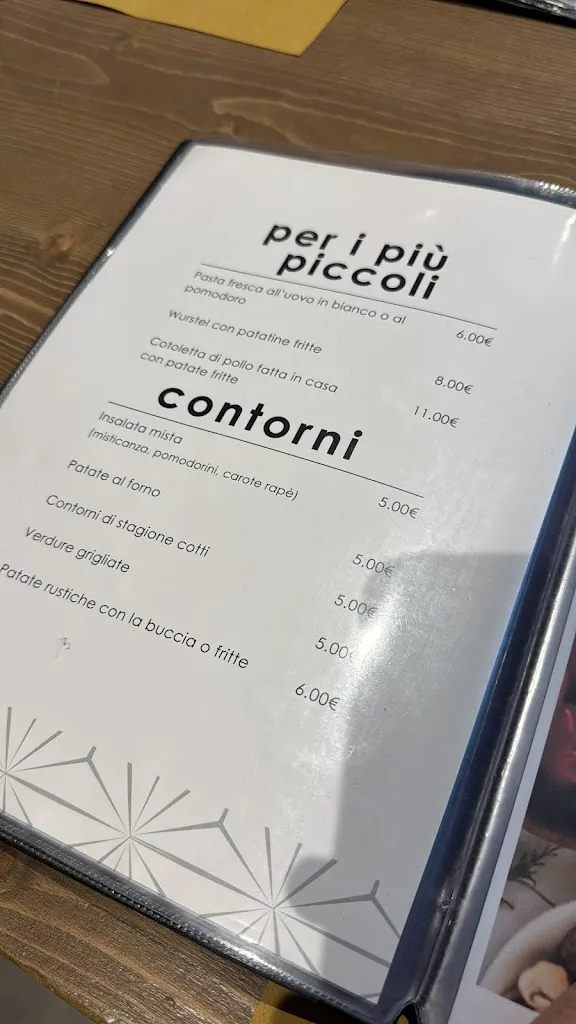 per i più
piccoli
Pasta fresca all'uovo in bianco o al
pomodoro 6.00€
Wurstel con patatine fritte 8.00€
Cotoletta di pollo fatta in casa
con patate fritte 11.00€
contorni
Insalata mista
(misticanza, pomodorini, carote rapè) 5.00€
Patate al forno 5.00€
Contorni di stagione cotti 5.00€
Verdure grigliate 5.00€
Patate rustiche con la buccia o fritte 6.00€